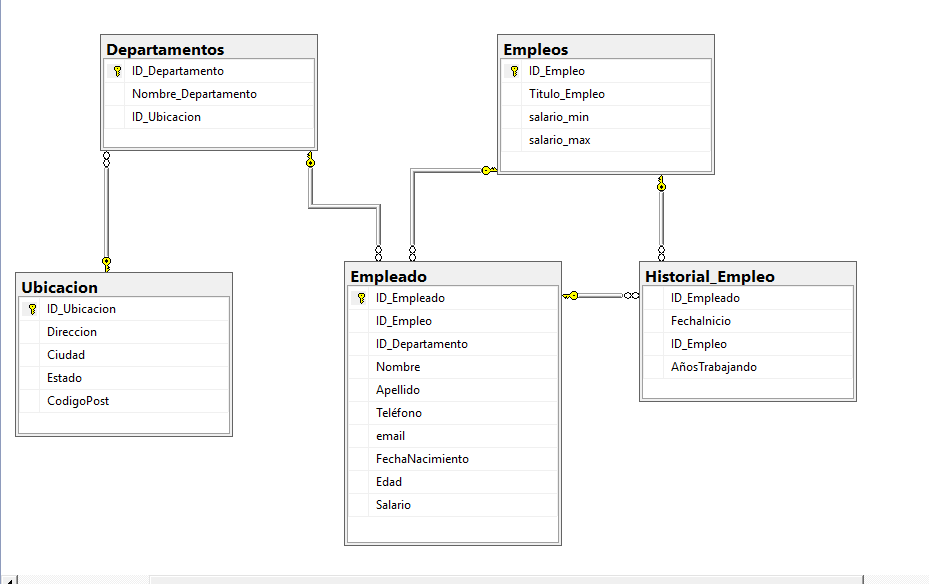 Departamentos
ID_Departamento
Nombre_Departamento
ID_Ubicacion
Empleos
ID_Empleo
Titulo_Empleo
salario_min
salario_max
Ubicacion
ID_Ubicacion
Direccion
Ciudad
Estado
CodigoPost
Empleado
ID_Empleado
ID_Empleo
ID_Departamento
Nombre
Apellido
Teléfono
email
FechaNacimiento
Edad
Salario
Historial_Empleo
ID_Empleado
FechaInicio
ID_Empleo
AñosTrabajando